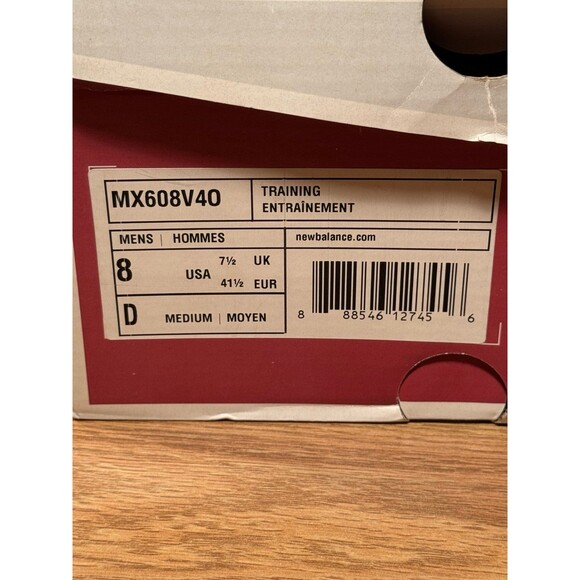 MX608V4O
TRAINING
ENTRAÎNEMENT
MENS | HOMMES
newbalance.com
8 USA 7½ UK
41½ EUR
D MEDIUM | MOYEN
8 88546 12745 6